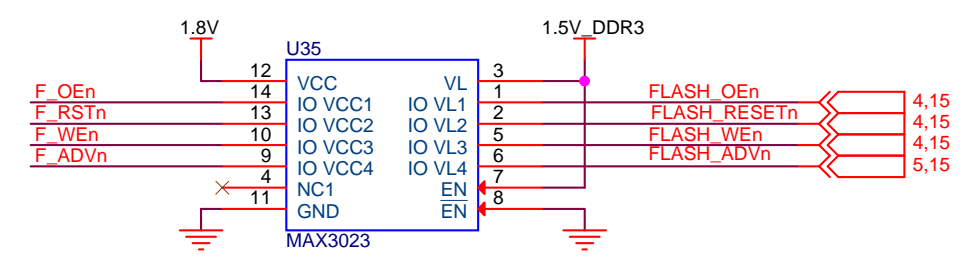 1.8V 1.5V_DDR3
U35
12 VCC VL 3
F_OEn 14 IO VCC1 IO VL1 1 FLASH_OEn 4,15
F_RSTn 13 IO VCC2 IO VL2 2 FLASH_RESETn 4,15
F_WEn 10 IO VCC3 IO VL3 5 FLASH_WEn 4,15
F_ADVn 9 IO VCC4 IO VL4 6 FLASH_ADVn 5,15
4 NC1 EN 7
11 GND EN 8
MAX3023